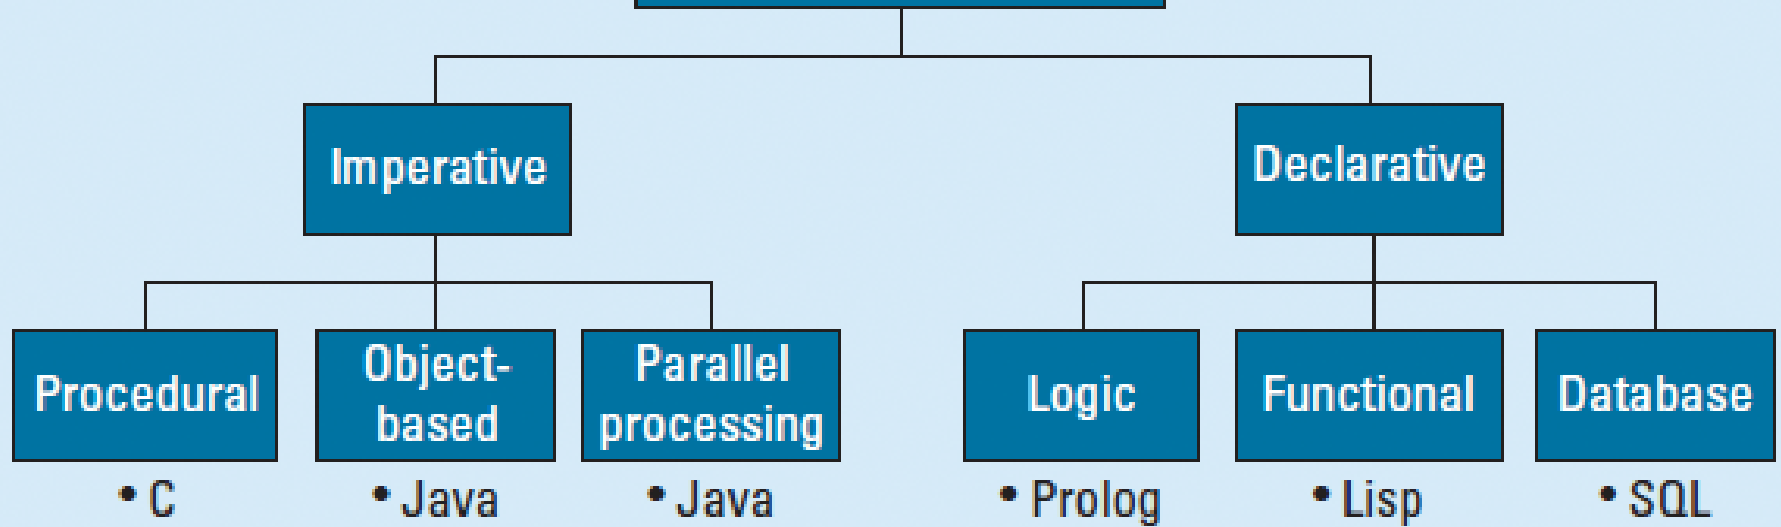 Imperative
Declarative
Procedural
Object-
based
Parallel
processing
Logic
Functional
Database
• C
• Java
• Java
• Prolog
• Lisp
• SQL